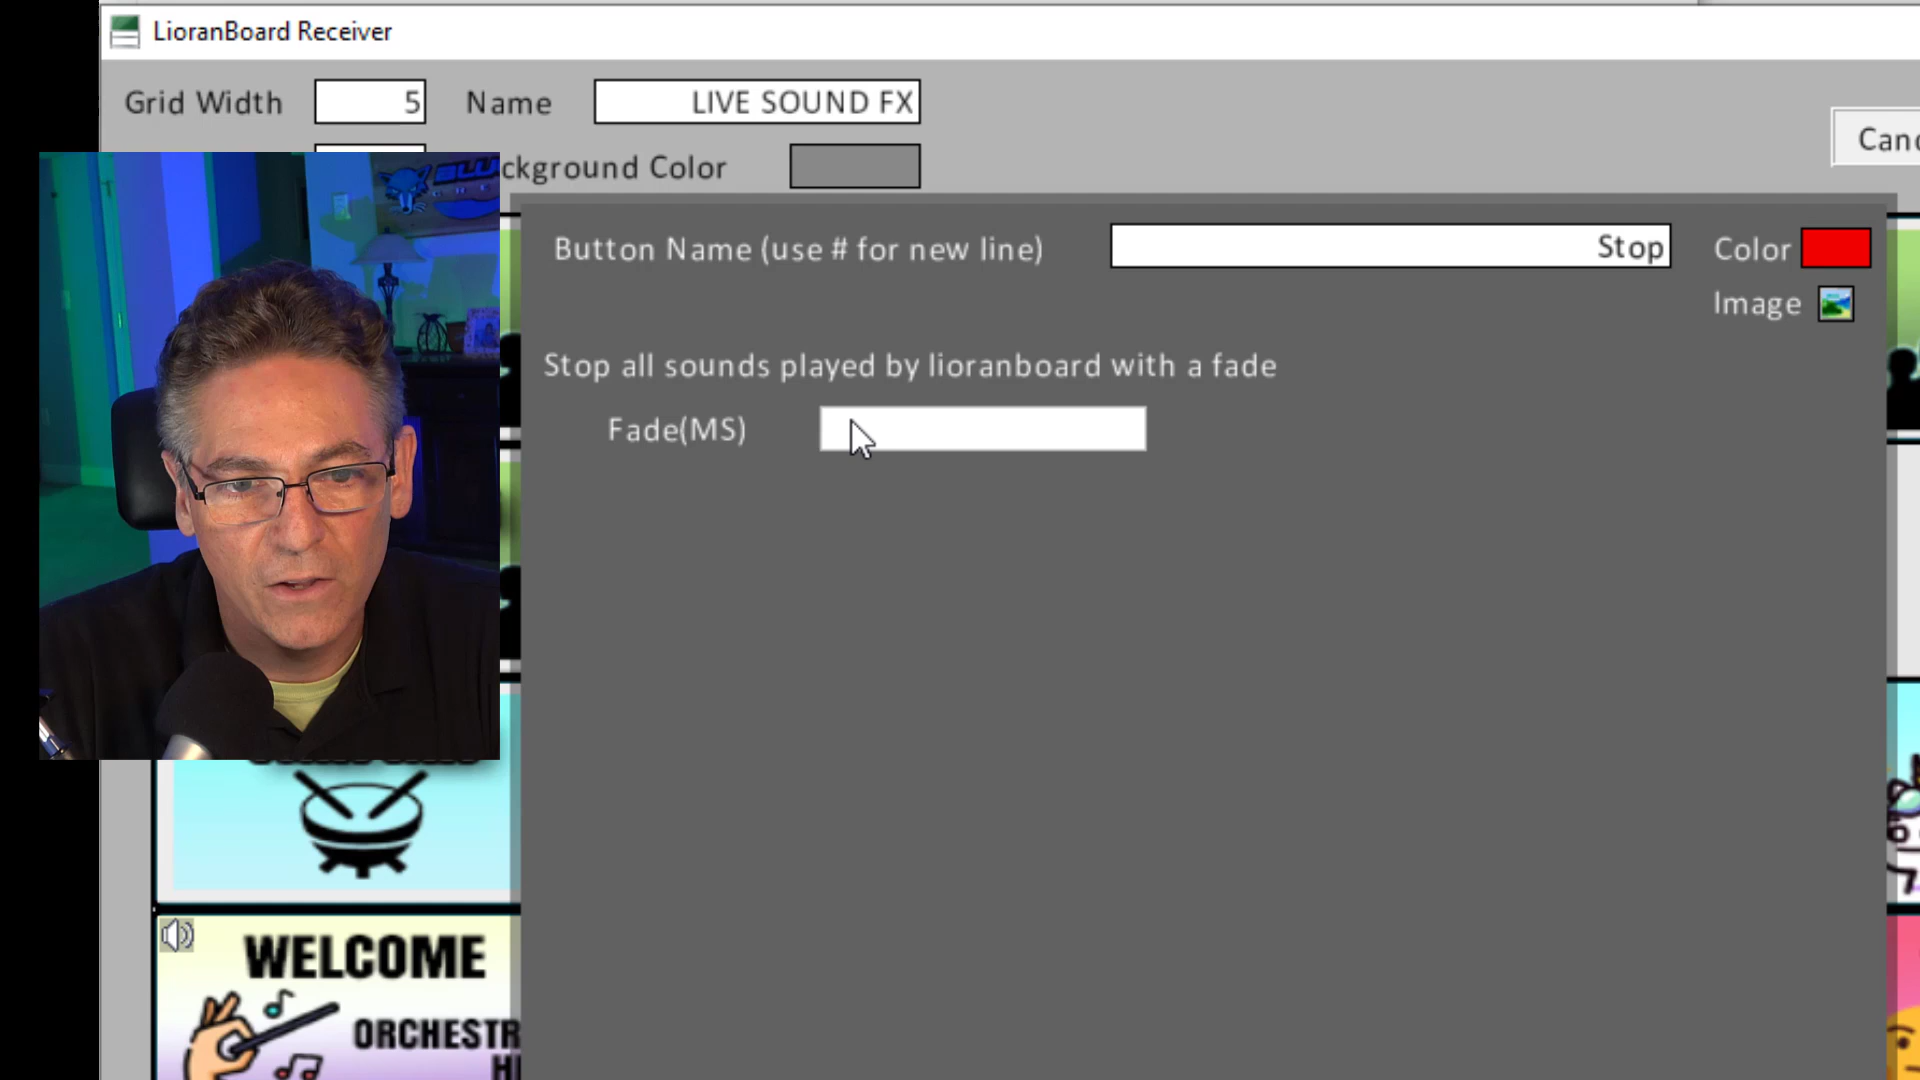 LioranBoard Receiver
Grid Width 5 Name LIVE SOUND FX
ckground Color
Canc
Button Name (use # for new line) Stop Color
Image
Stop all sounds played by lioranboard with a fade
Fade(MS)
WELCOME
ORCHESTR